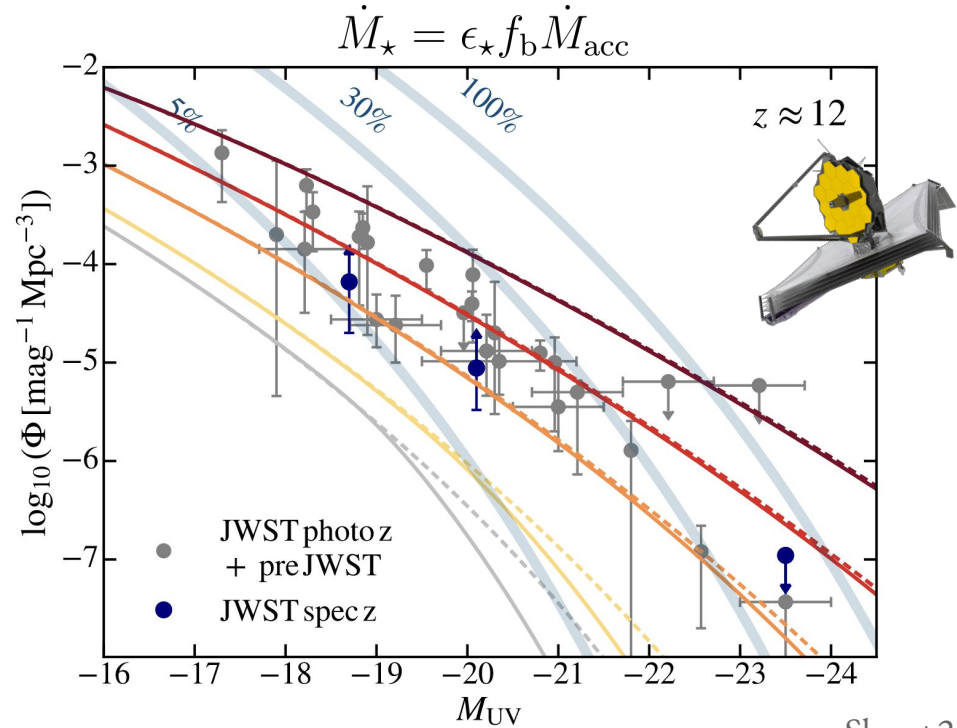 Ṁ⋆ = ϵ⋆ f_b Ṁ_acc
−2
5%
30%
100%
z ≈ 12
−3
−4
−5
−6
−7
log₁₀(Φ [mag⁻¹ Mpc⁻³])
JWST photo z
+ pre JWST
JWST spec z
−16 −17 −18 −19 −20 −21 −22 −23 −24
M_UV